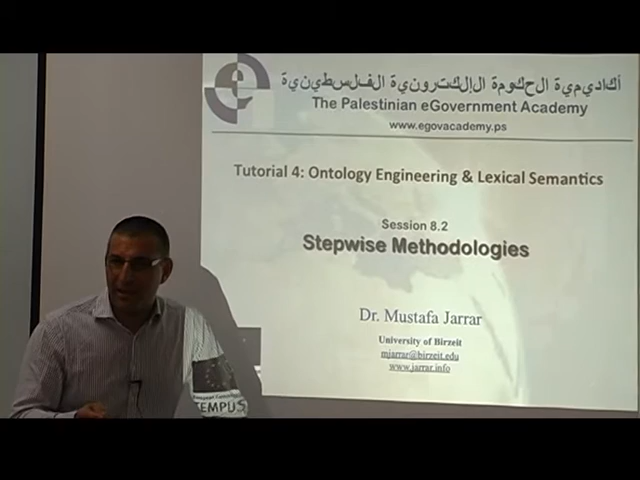 أكاديمية الحكومة الإلكترونية الفلسطينية
The Palestinian eGovernment Academy
www.egovacademy.ps
Tutorial 4: Ontology Engineering & Lexical Semantics
Session 8.2
Stepwise Methodologies
Dr. Mustafa Jarrar
University of Birzeit
mjarrar@birzeit.edu
www.jarrar.info
TEMPUS